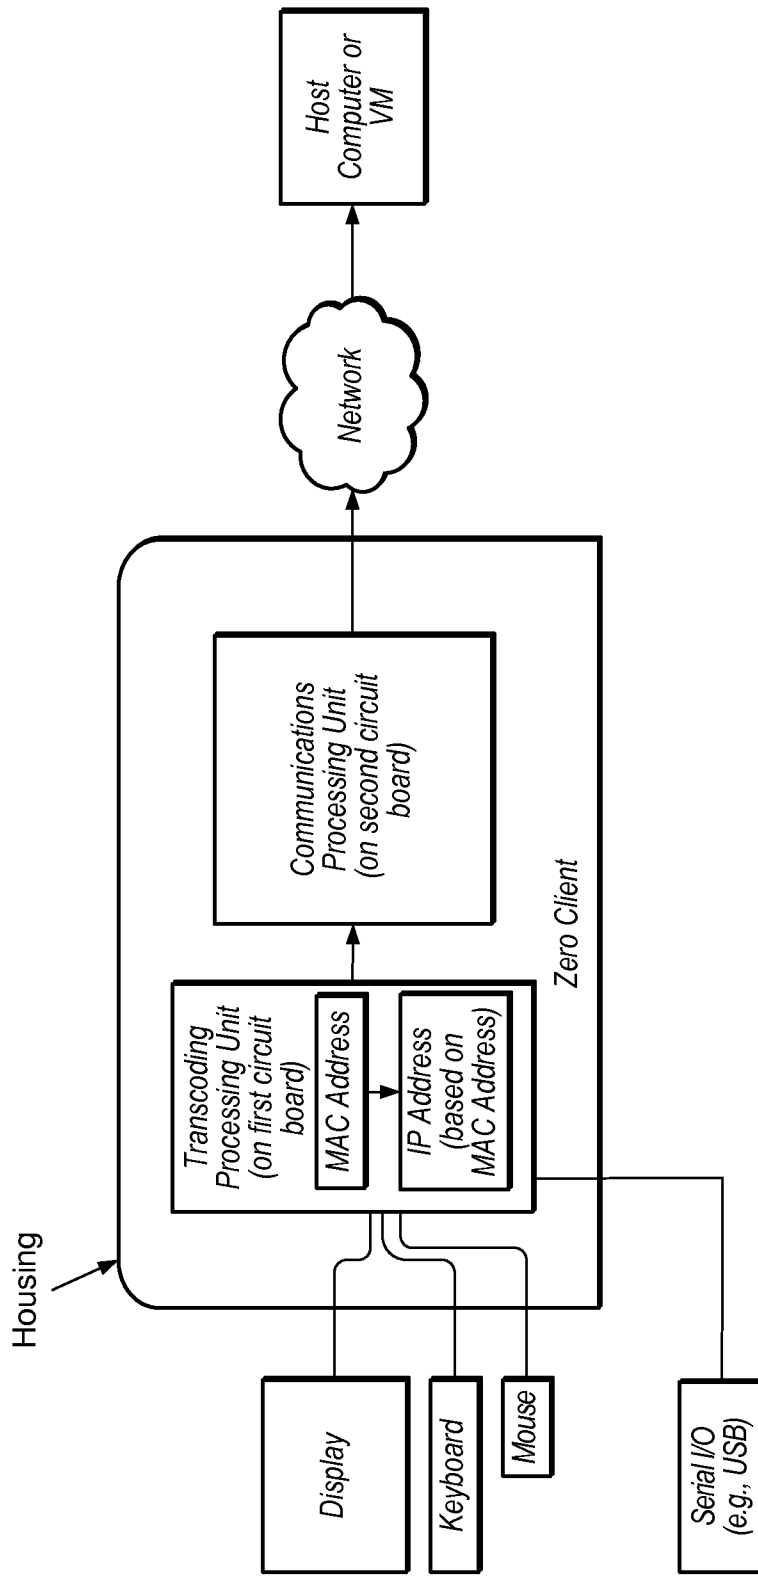 Housing
Display
Keyboard
Mouse
Serial I/O
(e.g., USB)
Transcoding
Processing Unit
(on first circuit
board)
MAC Address
IP Address
(based on
MAC Address)
Communications
Processing Unit
(on second circuit
board)
Zero Client
Network
Host
Computer or
VM